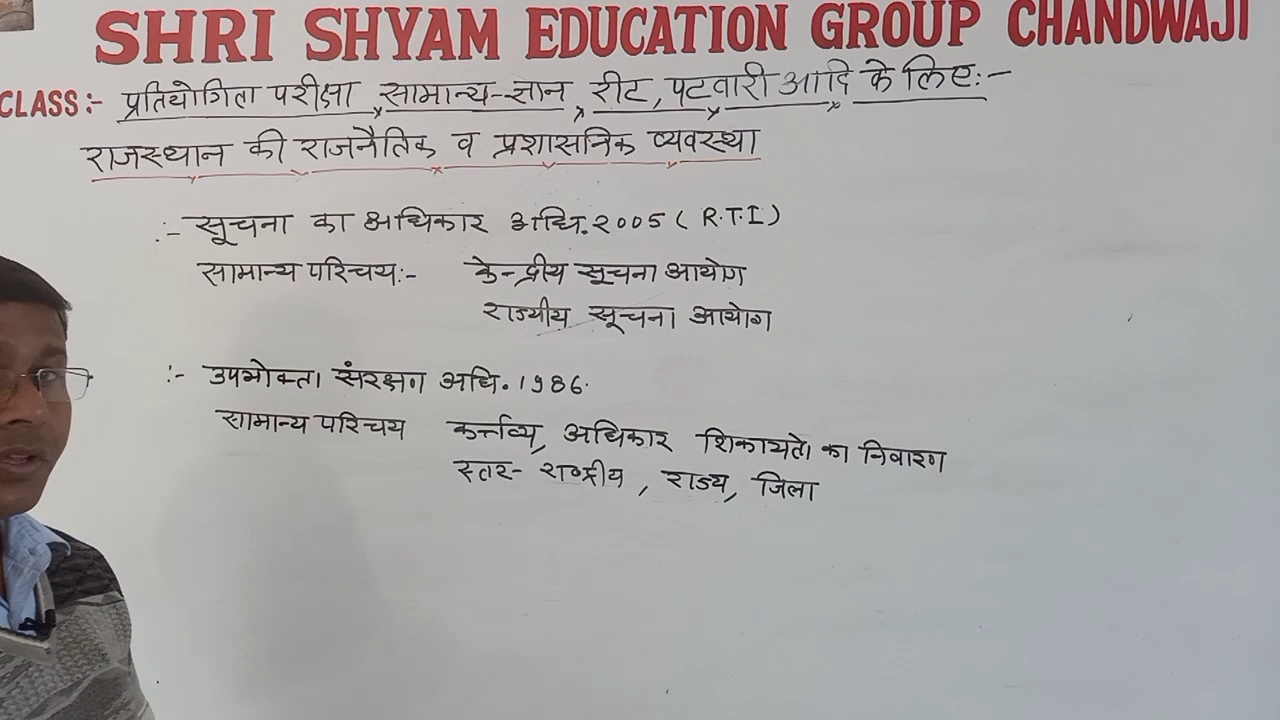 SHRI SHYAM EDUCATION GROUP CHANDWAJI
CLASS:- प्रतियोगिता परीक्षा, सामान्य-ज्ञान, रीट, पटवारी आदि के लिए:-
राजस्थान की राजनैतिक व प्रशासनिक व्यवस्था
:- सूचना का अधिकार अधि. २००5 ( R.T.I )
सामान्य परिचय:- केन्द्रीय सूचना आयोग
राज्यीय सूचना आयोग
:- उपभोक्ता संरक्षण अधि. 1986.
सामान्य परिचय कर्त्तव्य, अधिकार शिकायतो का निवारण
स्तर- राष्ट्रीय, राज्य, जिला